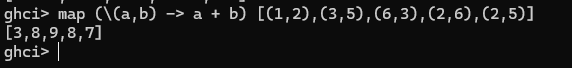 ghci> map (\(a,b) -> a + b) [(1,2),(3,5),(6,3),(2,6),(2,5)]
[3,8,9,8,7]
ghci>